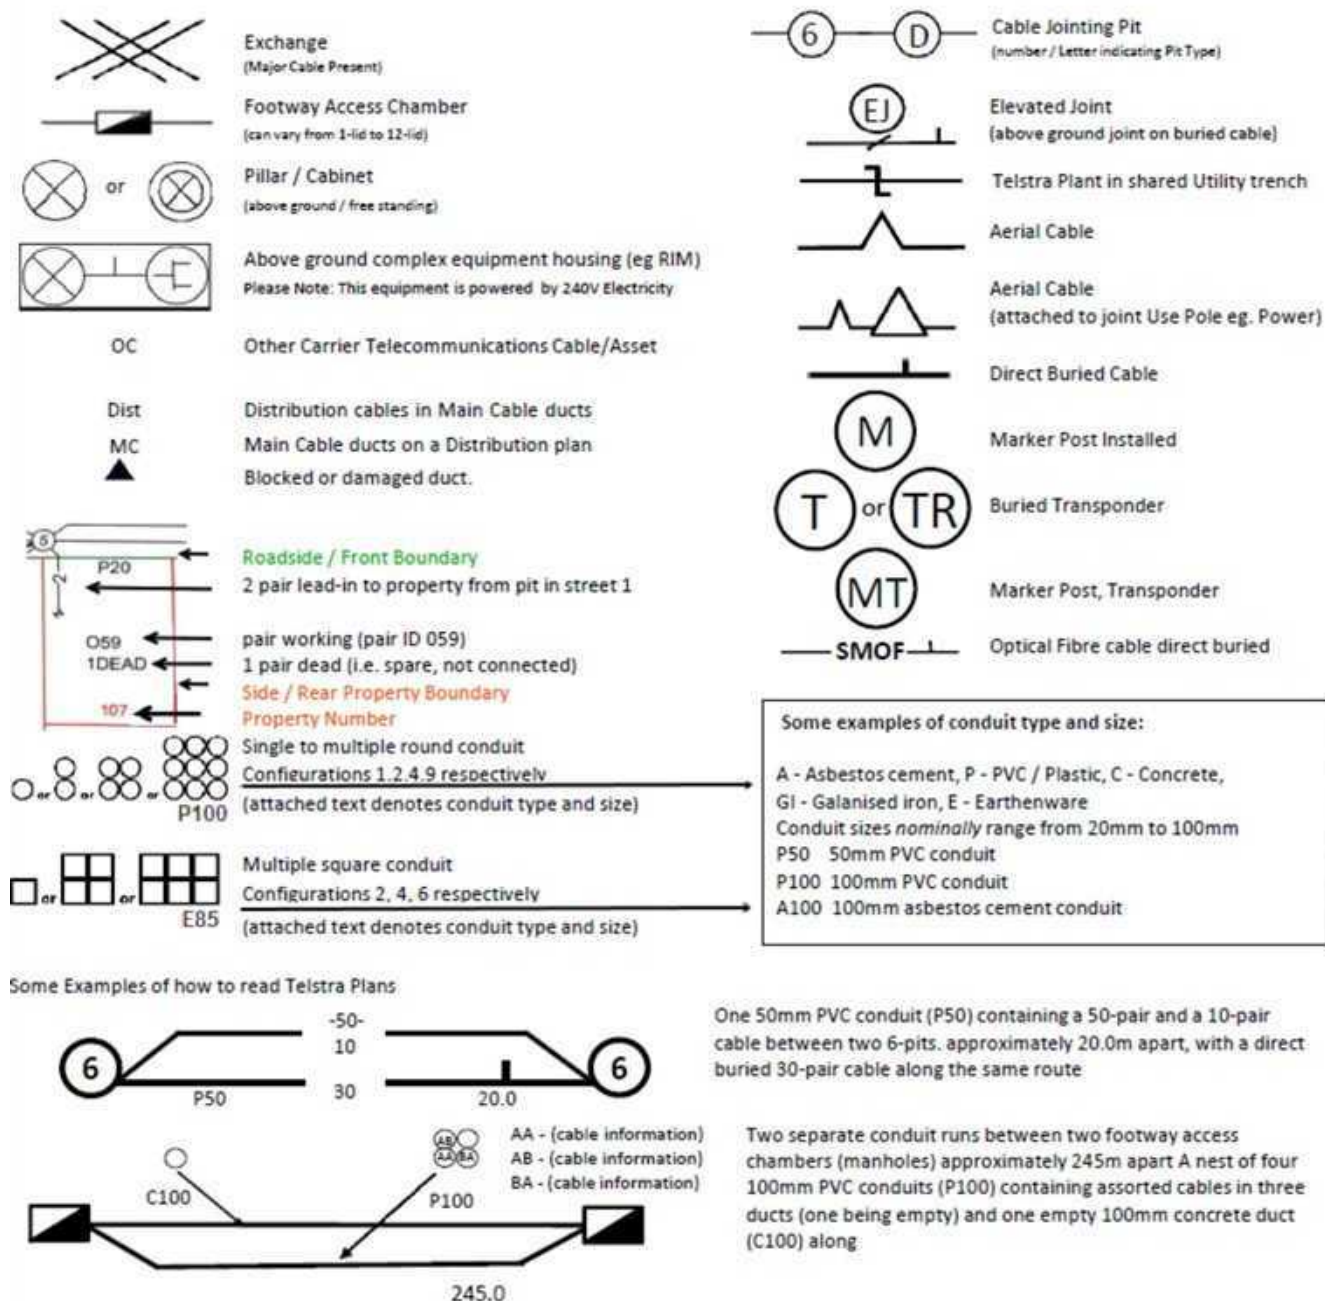 Exchange
(Major Cable Present)
Footway Access Chamber
(can vary from 1-lid to 12-lid)
or
Pillar / Cabinet
(above ground / free standing)
Above ground complex equipment housing (eg RIM)
Please Note: This equipment is powered by 240V Electricity
OC
Other Carrier Telecommunications Cable/Asset
Dist
Distribution cables in Main Cable ducts
MC
Main Cable ducts on a Distribution plan
Blocked or damaged duct.
6
P20
2
O59
1DEAD
107
Roadside / Front Boundary
2 pair lead-in to property from pit in street 1
pair working (pair ID 059)
1 pair dead (i.e. spare, not connected)
Side / Rear Property Boundary
Property Number
or or or
P100
Single to multiple round conduit
Configurations 1.2.4.9 respectively
(attached text denotes conduit type and size)
or or
E85
Multiple square conduit
Configurations 2, 4, 6 respectively
(attached text denotes conduit type and size)
6 D
Cable Jointing Pit
(number / Letter indicating Pit Type)
EJ
Elevated Joint
(above ground joint on buried cable)
Telstra Plant in shared Utility trench
Aerial Cable
Aerial Cable
(attached to joint Use Pole eg. Power)
Direct Buried Cable
M
Marker Post Installed
T or TR
Buried Transponder
MT
Marker Post, Transponder
SMOF
Optical Fibre cable direct buried
Some examples of conduit type and size:
A - Asbestos cement, P - PVC / Plastic, C - Concrete,
GI - Galanised iron, E - Earthenware
Conduit sizes nominally range from 20mm to 100mm
P50 50mm PVC conduit
P100 100mm PVC conduit
A100 100mm asbestos cement conduit
Some Examples of how to read Telstra Plans
-50-
10
6 6
P50 30 20.0
One 50mm PVC conduit (P50) containing a 50-pair and a 10-pair
cable between two 6-pits. approximately 20.0m apart, with a direct
buried 30-pair cable along the same route
AB
AA BA
C100
P100
AA - (cable information)
AB - (cable information)
BA - (cable information)
245.0
Two separate conduit runs between two footway access
chambers (manholes) approximately 245m apart A nest of four
100mm PVC conduits (P100) containing assorted cables in three
ducts (one being empty) and one empty 100mm concrete duct
(C100) along